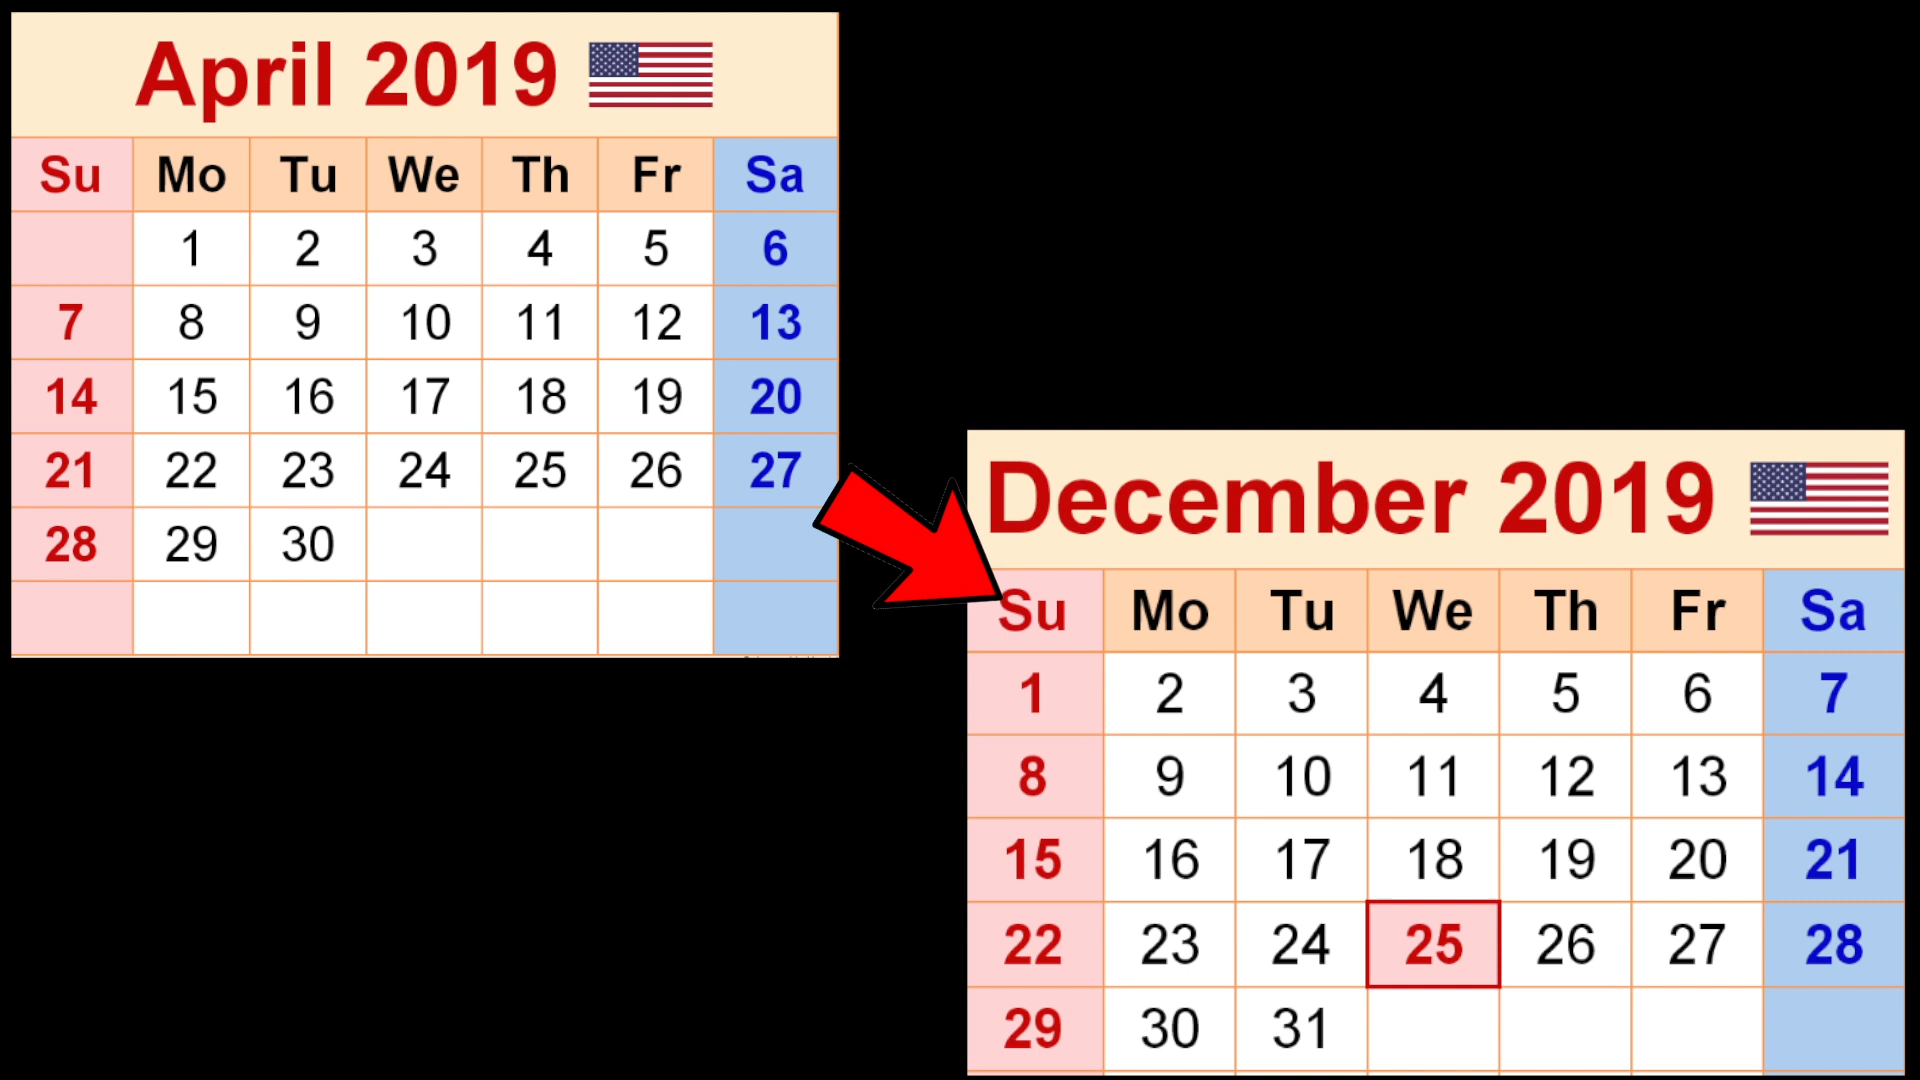 April 2019
Su Mo Tu We Th Fr Sa
1 2 3 4 5 6
7 8 9 10 11 12 13
14 15 16 17 18 19 20
21 22 23 24 25 26 27
28 29 30
December 2019
Su Mo Tu We Th Fr Sa
1 2 3 4 5 6 7
8 9 10 11 12 13 14
15 16 17 18 19 20 21
22 23 24 25 26 27 28
29 30 31